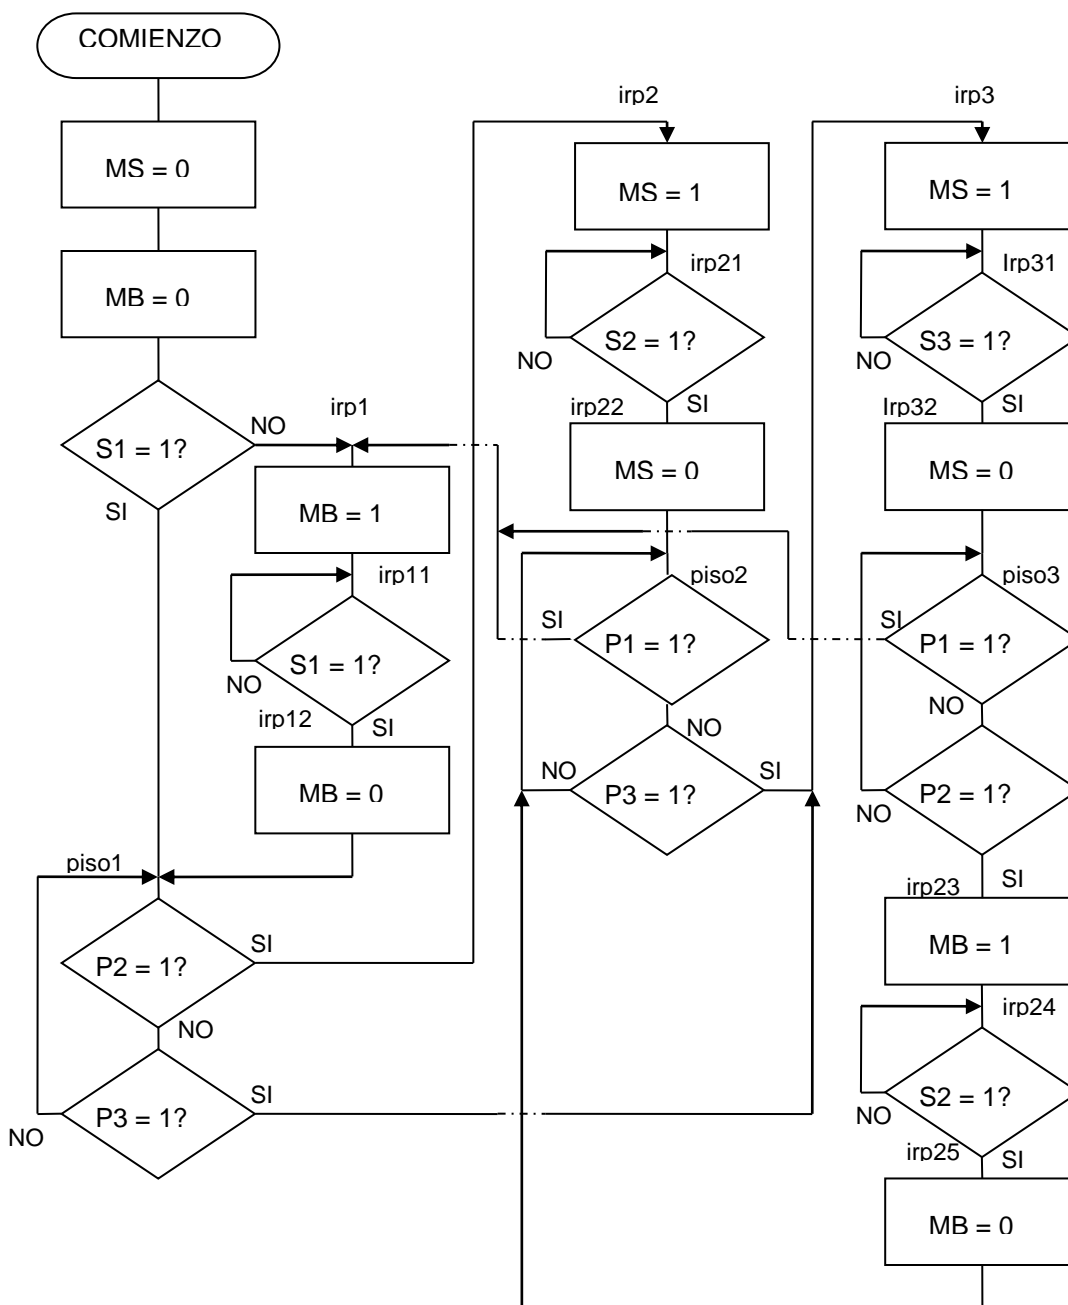 COMIENZO
MS = 0
MB = 0
S1 = 1?
NO
SI
irp1
MB = 1
irp11
S1 = 1?
NO
irp12
SI
MB = 0
piso1
P2 = 1?
SI
NO
P3 = 1?
SI
NO
irp2
MS = 1
irp21
S2 = 1?
NO
SI
irp22
MS = 0
piso2
SI
P1 = 1?
NO
NO
P3 = 1?
SI
irp3
MS = 1
Irp31
S3 = 1?
NO
SI
Irp32
MS = 0
piso3
SI
P1 = 1?
NO
P2 = 1?
NO
SI
irp23
MB = 1
irp24
S2 = 1?
NO
irp25
SI
MB = 0